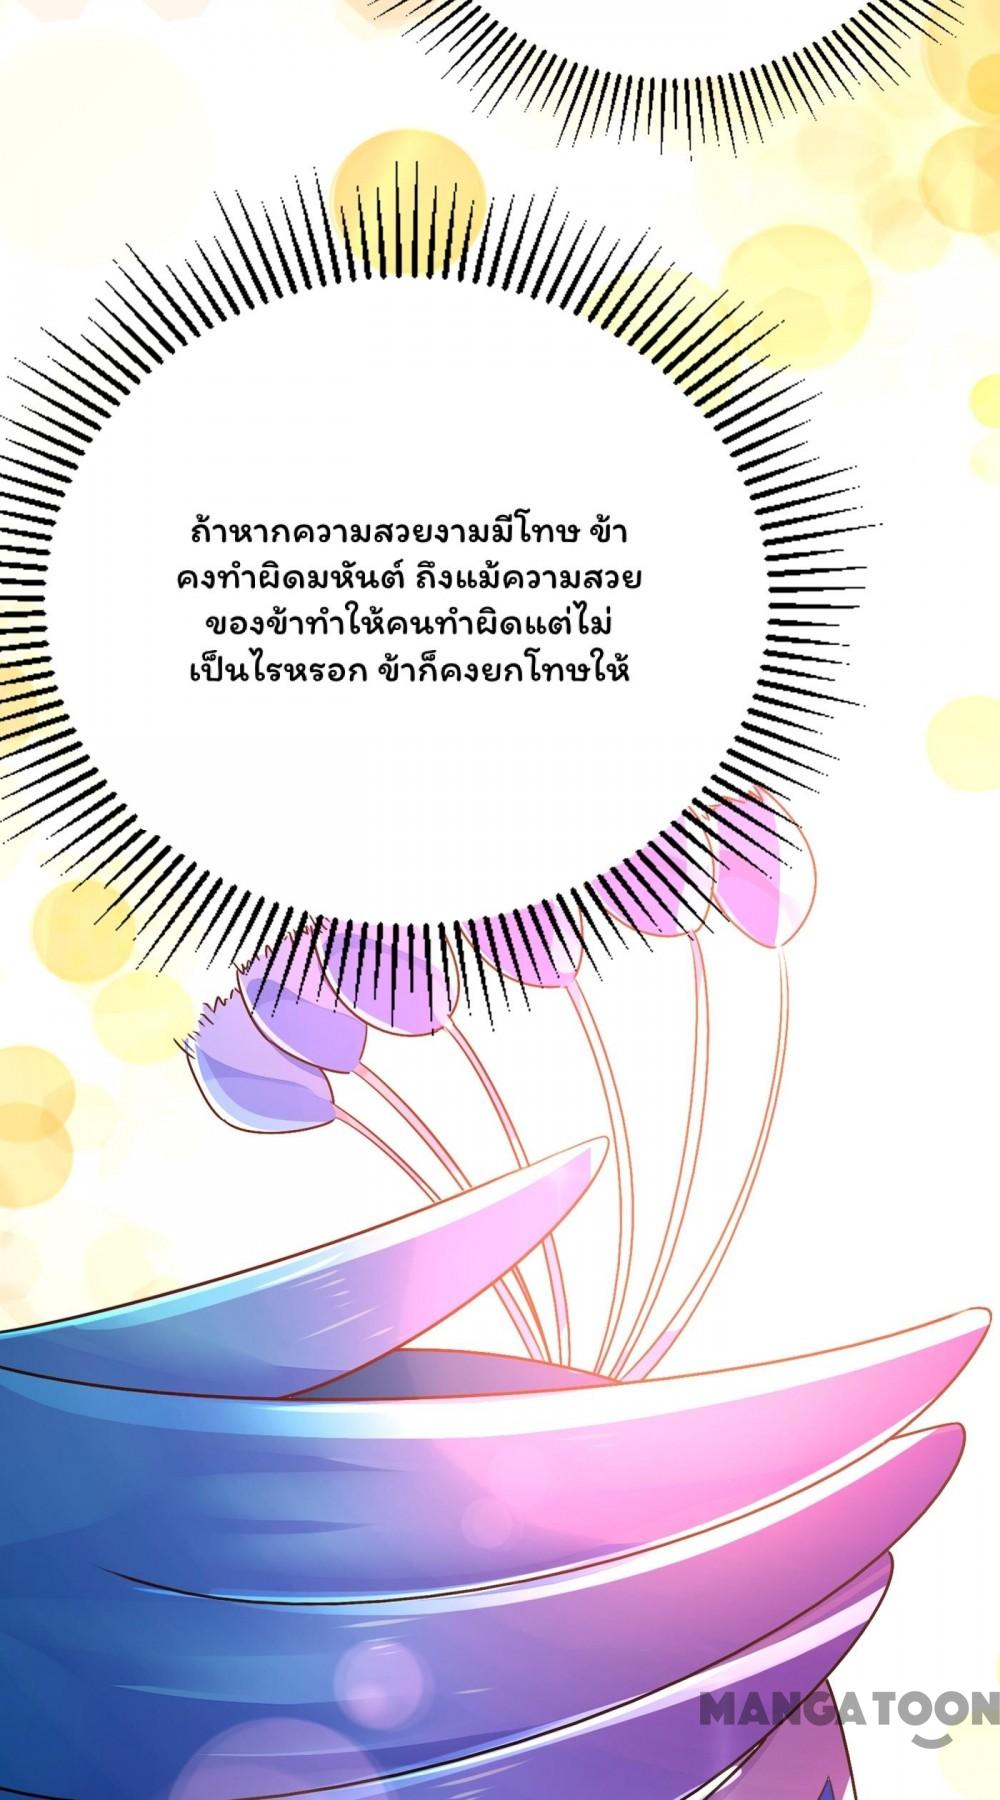 ถ้าหากความสวยงามมีโทษ ข้า
คงทำผิดมหันต์ ถึงแม้ความสวย
ของข้าทำให้คนทำผิดแต่ไม่
เป็นไรหรอก ข้าก็คงยกโทษให้
MANGATOON